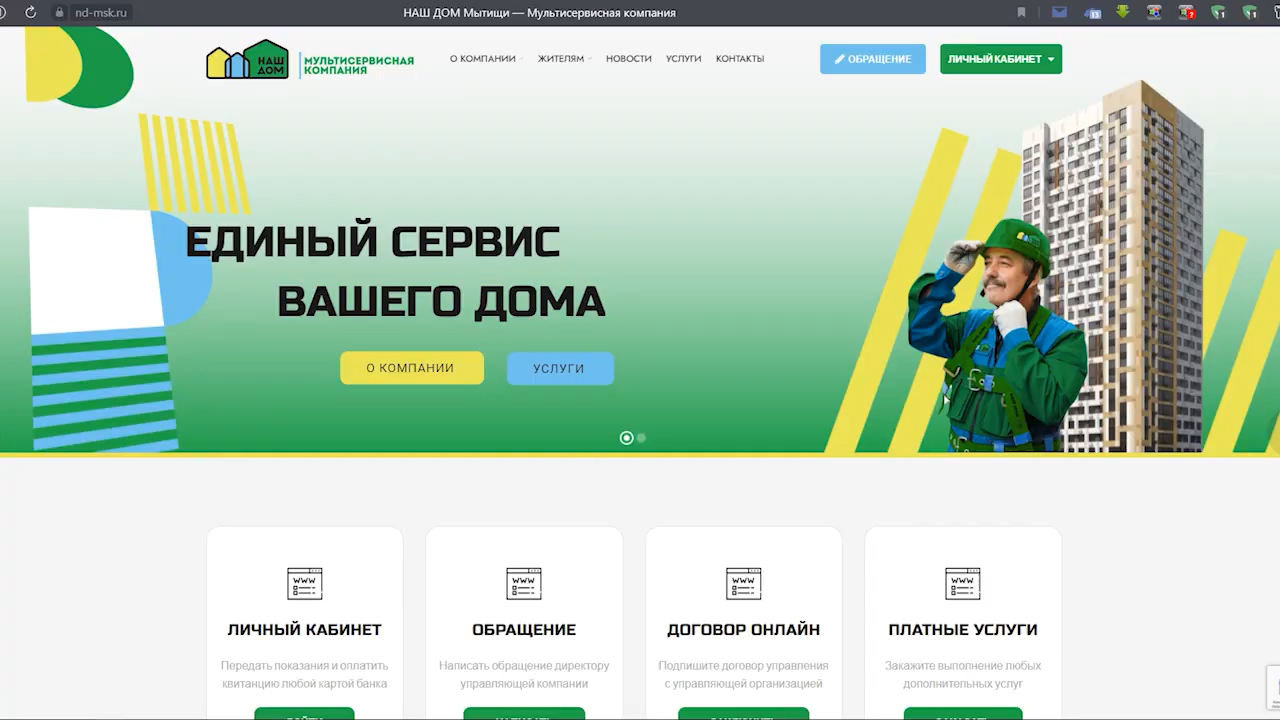 nd-msk.ru
НАШ ДОМ Мытищи — Мультисервисная компания
НАШ
ДОМ
МУЛЬТИСЕРВИСНАЯ
КОМПАНИЯ
О КОМПАНИИ
ЖИТЕЛЯМ
НОВОСТИ
УСЛУГИ
КОНТАКТЫ
ОБРАЩЕНИЕ
ЛИЧНЫЙ КАБИНЕТ
ЕДИНЫЙ СЕРВИС
ВАШЕГО ДОМА
О КОМПАНИИ
УСЛУГИ
WWW
ЛИЧНЫЙ КАБИНЕТ
Передать показания и оплатить
квитанцию любой картой банка
WWW
ОБРАЩЕНИЕ
Написать обращение директору
управляющей компании
WWW
ДОГОВОР ОНЛАЙН
Подпишите договор управления
с управляющей организацией
WWW
ПЛАТНЫЕ УСЛУГИ
Закажите выполнение любых
дополнительных услуг